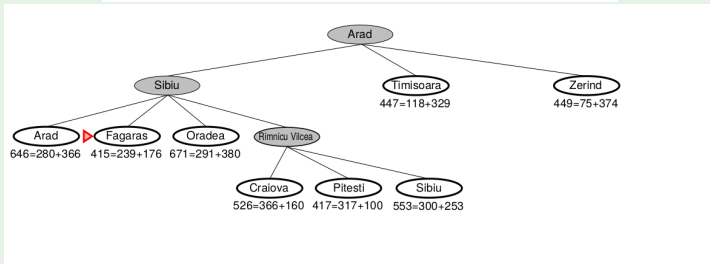 Arad
Sibiu Timisoara Zerind
447=118+329 449=75+374
Arad Fagaras Oradea Rimnicu Vilcea
646=280+366 415=239+176 671=291+380
Craiova Pitesti Sibiu
526=366+160 417=317+100 553=300+253